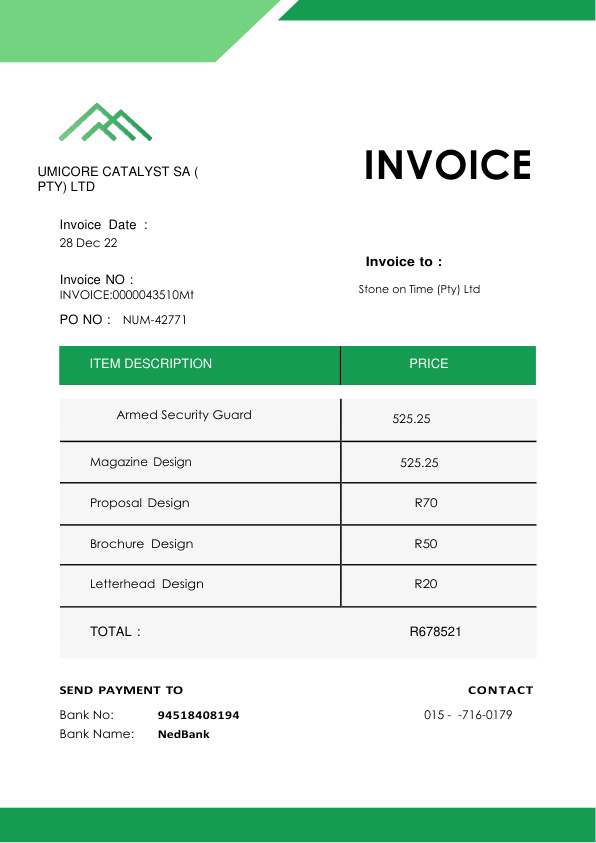 UMICORE CATALYST SA (
PTY) LTD
INVOICE
Invoice Date :
28 Dec 22
Invoice to :
Stone on Time (Pty) Ltd
Invoice NO :
INVOICE:0000043510Mt
PO NO : NUM-42771
ITEM DESCRIPTION PRICE
Armed Security Guard 525.25
Magazine Design 525.25
Proposal Design R70
Brochure Design R50
Letterhead Design R20
TOTAL : R678521
SEND PAYMENT TO CONTACT
Bank No: 94518408194 015 - -716-0179
Bank Name: NedBank